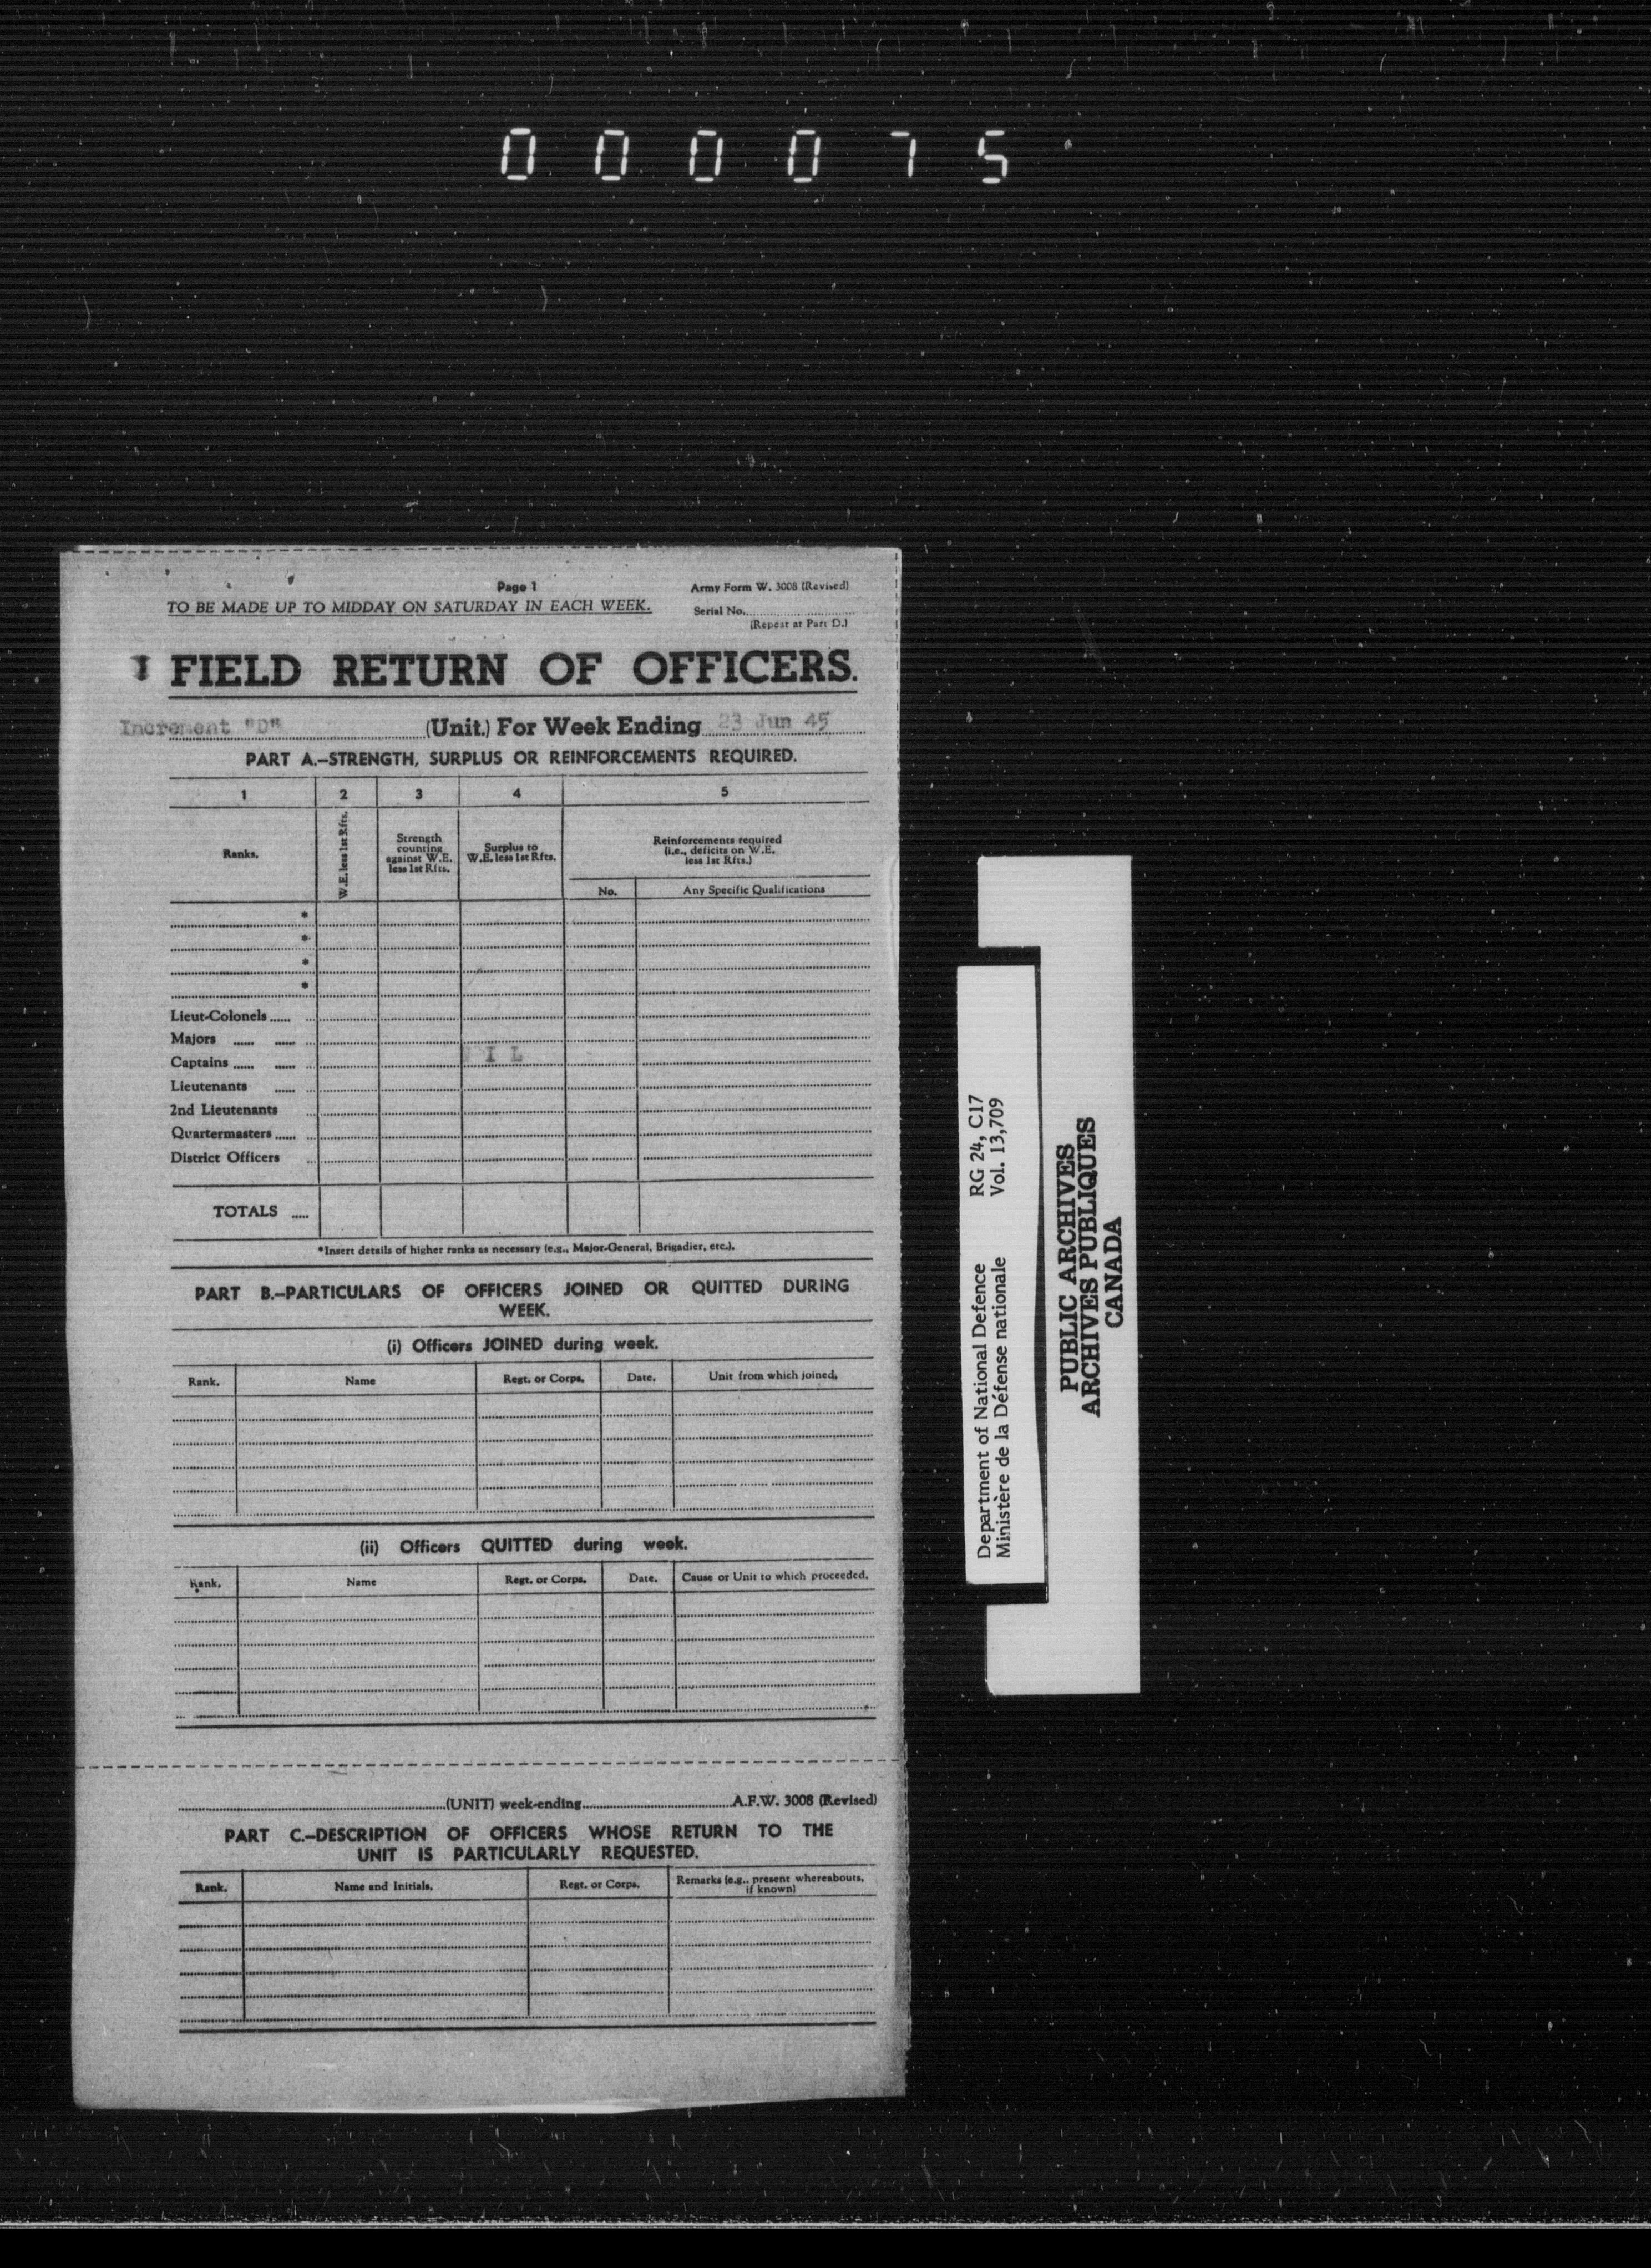 000075
Page 1
Army Form W. 3008 (Revised)
TO BE MADE UP TO MIDDAY ON SATURDAY IN EACH WEEK.
Serial No.
(Repeat at Part D.)
FIELD RETURN OF OFFICERS.
Increment "D" (Unit.) For Week Ending 23 Jun 45
PART A.—STRENGTH, SURPLUS OR REINFORCEMENTS REQUIRED.
1 2 3 4 5
Ranks.
W.E. less 1st Rfts.
Strength
counting
against W.E.
less 1st Rfts.
Surplus to
W.E. less 1st Rfts.
Reinforcements required
(i.e., deficits on W.E.
less 1st Rfts.)
No. Any Specific Qualifications
*
*
*
*
Lieut-Colonels
Majors
I L
Captains
Lieutenants
2nd Lieutenants
Quartermasters
District Officers
TOTALS
*Insert details of higher ranks as necessary (e.g., Major-General, Brigadier, etc.).
PART B.—PARTICULARS OF OFFICERS JOINED OR QUITTED DURING
WEEK.
(i) Officers JOINED during week.
Rank. Name Regt. or Corps. Date. Unit from which joined.
(ii) Officers QUITTED during week.
Rank. Name Regt. or Corps. Date. Cause or Unit to which proceeded.
(UNIT) week-ending A.F.W. 3008 (Revised)
PART C.—DESCRIPTION OF OFFICERS WHOSE RETURN TO THE
UNIT IS PARTICULARLY REQUESTED.
Rank. Name and Initials. Regt. or Corps. Remarks (e.g., present whereabouts,
if known)
Department of National Defence RG 24, C17
Ministère de la Défense nationale Vol. 13,709
PUBLIC ARCHIVES
ARCHIVES PUBLIQUES
CANADA